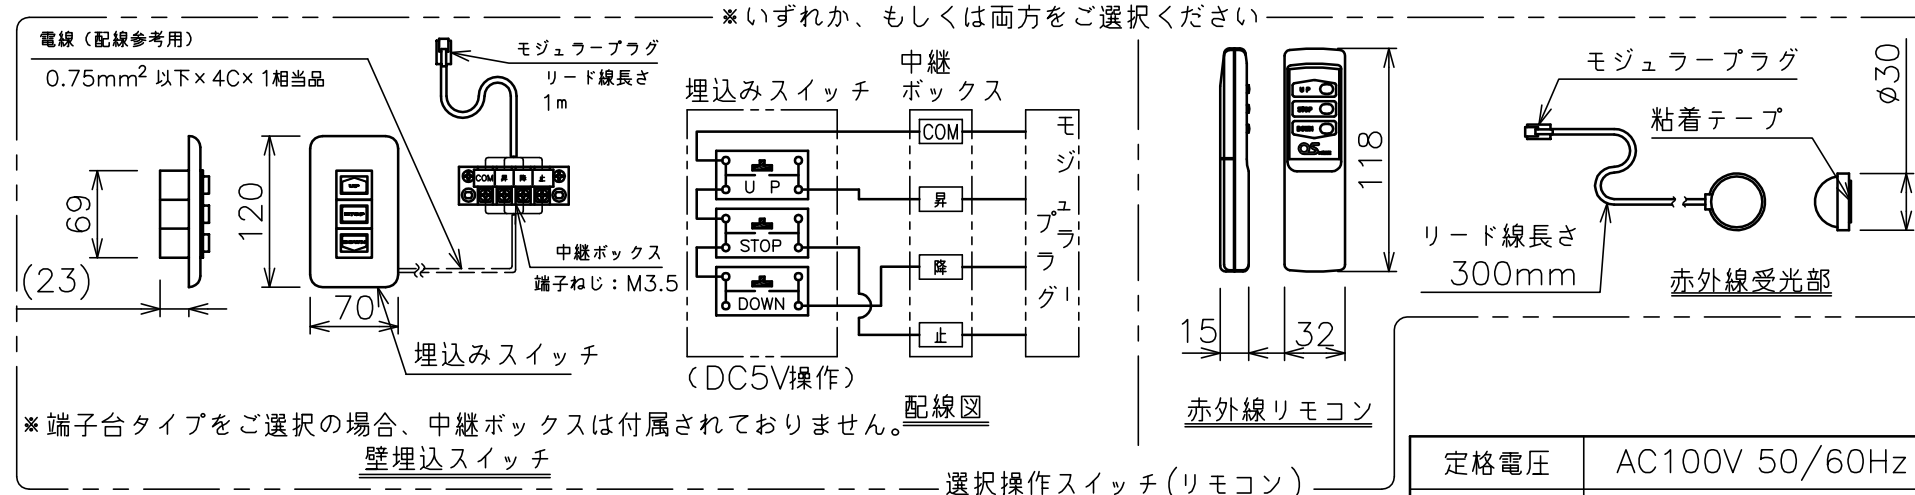 ※いずれか、もしくは両方をご選択ください
電線（配線参考用）
0.75mm² 以下×4C×1相当品
モジュラープラグ
リード線長さ
1m
69
(23)
120
70
UP
COM 昇 降 止
中継ボックス
端子ねじ：M3.5
埋込みスイッチ
埋込みスイッチ
UP
STOP
DOWN
(DC5V操作)
中継
ボックス
COM
昇
降
止
モジュラープラグ
配線図
※端子台タイプをご選択の場合、中継ボックスは付属されておりません。
壁埋込スイッチ
UP
STOP
DOWN
OS
118
15
32
赤外線リモコン
モジュラープラグ
粘着テープ
φ30
リード線長さ
300mm
赤外線受光部
選択操作スイッチ(リモコン)
定格電圧
AC100V 50/60Hz